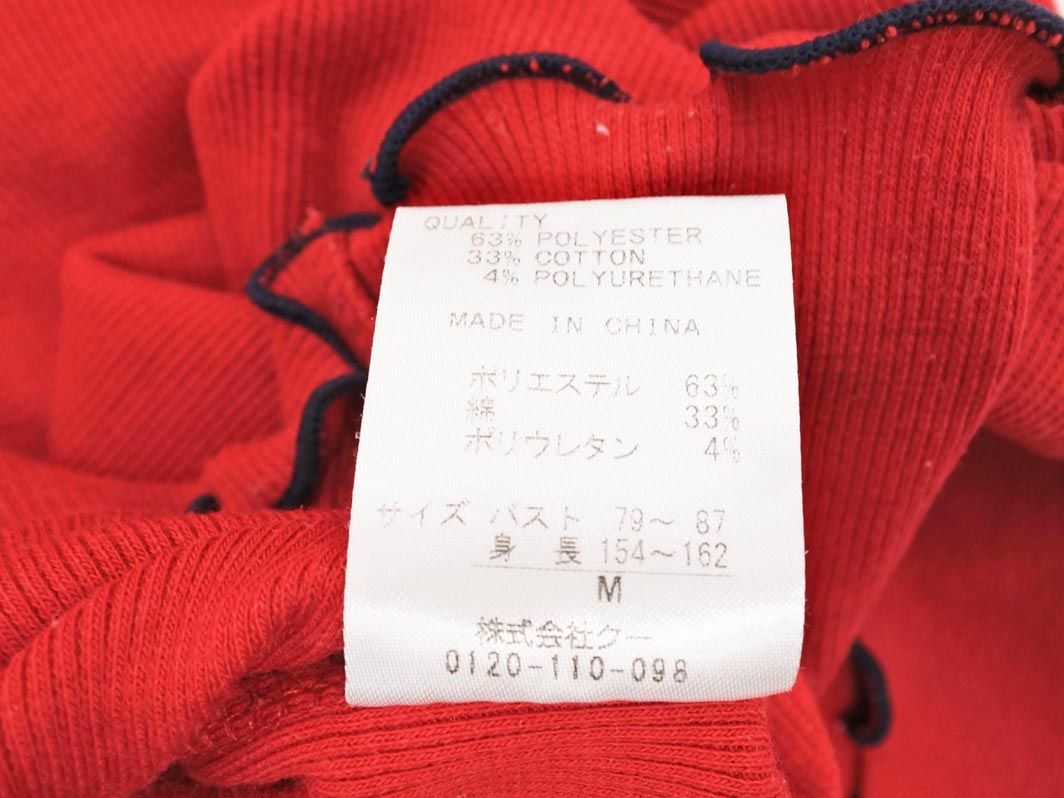 QUALITY
63% POLYESTER
33% COTTON
4% POLYURETHANE
MADE IN CHINA
ポリエステル 63%
綿 33%
ポリウレタン 4%
サイズ バスト 79～ 87
身 長 154～162
M
株式会社クー
0120-110-098